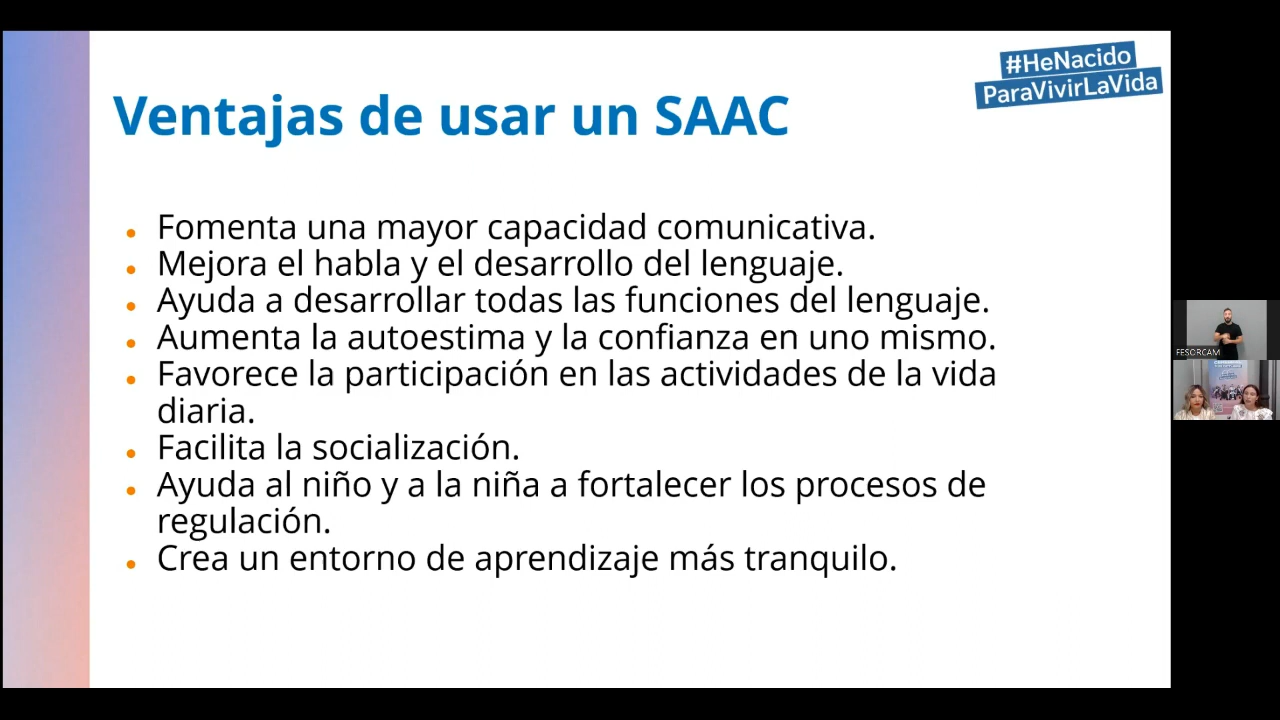 #HeNacido
ParaVivirLaVida
Ventajas de usar un SAAC
Fomenta una mayor capacidad comunicativa.
Mejora el habla y el desarrollo del lenguaje.
Ayuda a desarrollar todas las funciones del lenguaje.
Aumenta la autoestima y la confianza en uno mismo.
Favorece la participación en las actividades de la vida
diaria.
Facilita la socialización.
Ayuda al niño y a la niña a fortalecer los procesos de
regulación.
Crea un entorno de aprendizaje más tranquilo.
FESORCAM